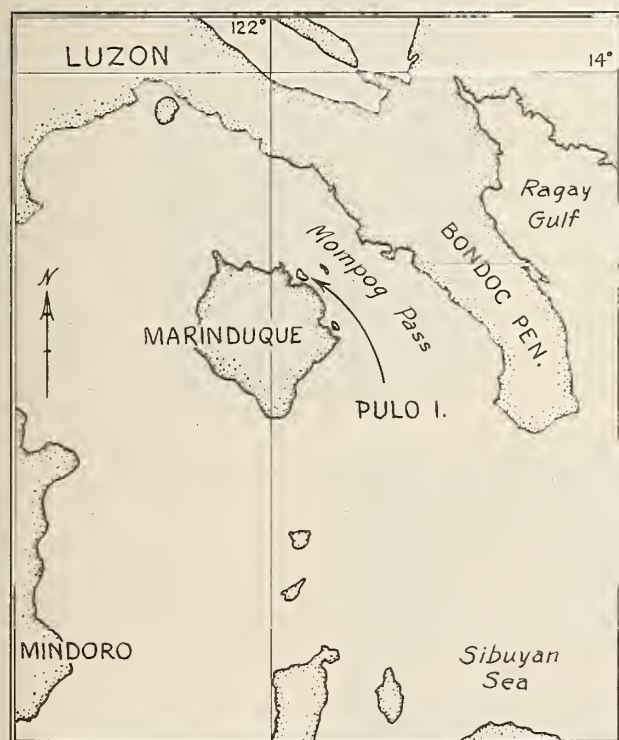 122°
LUZON
14°
Ragay
Gulf
Mompog Pass
BONDOC PEN.
N
MARINDUQUE
PULO I.
MINDORO
Sibuyan
Sea